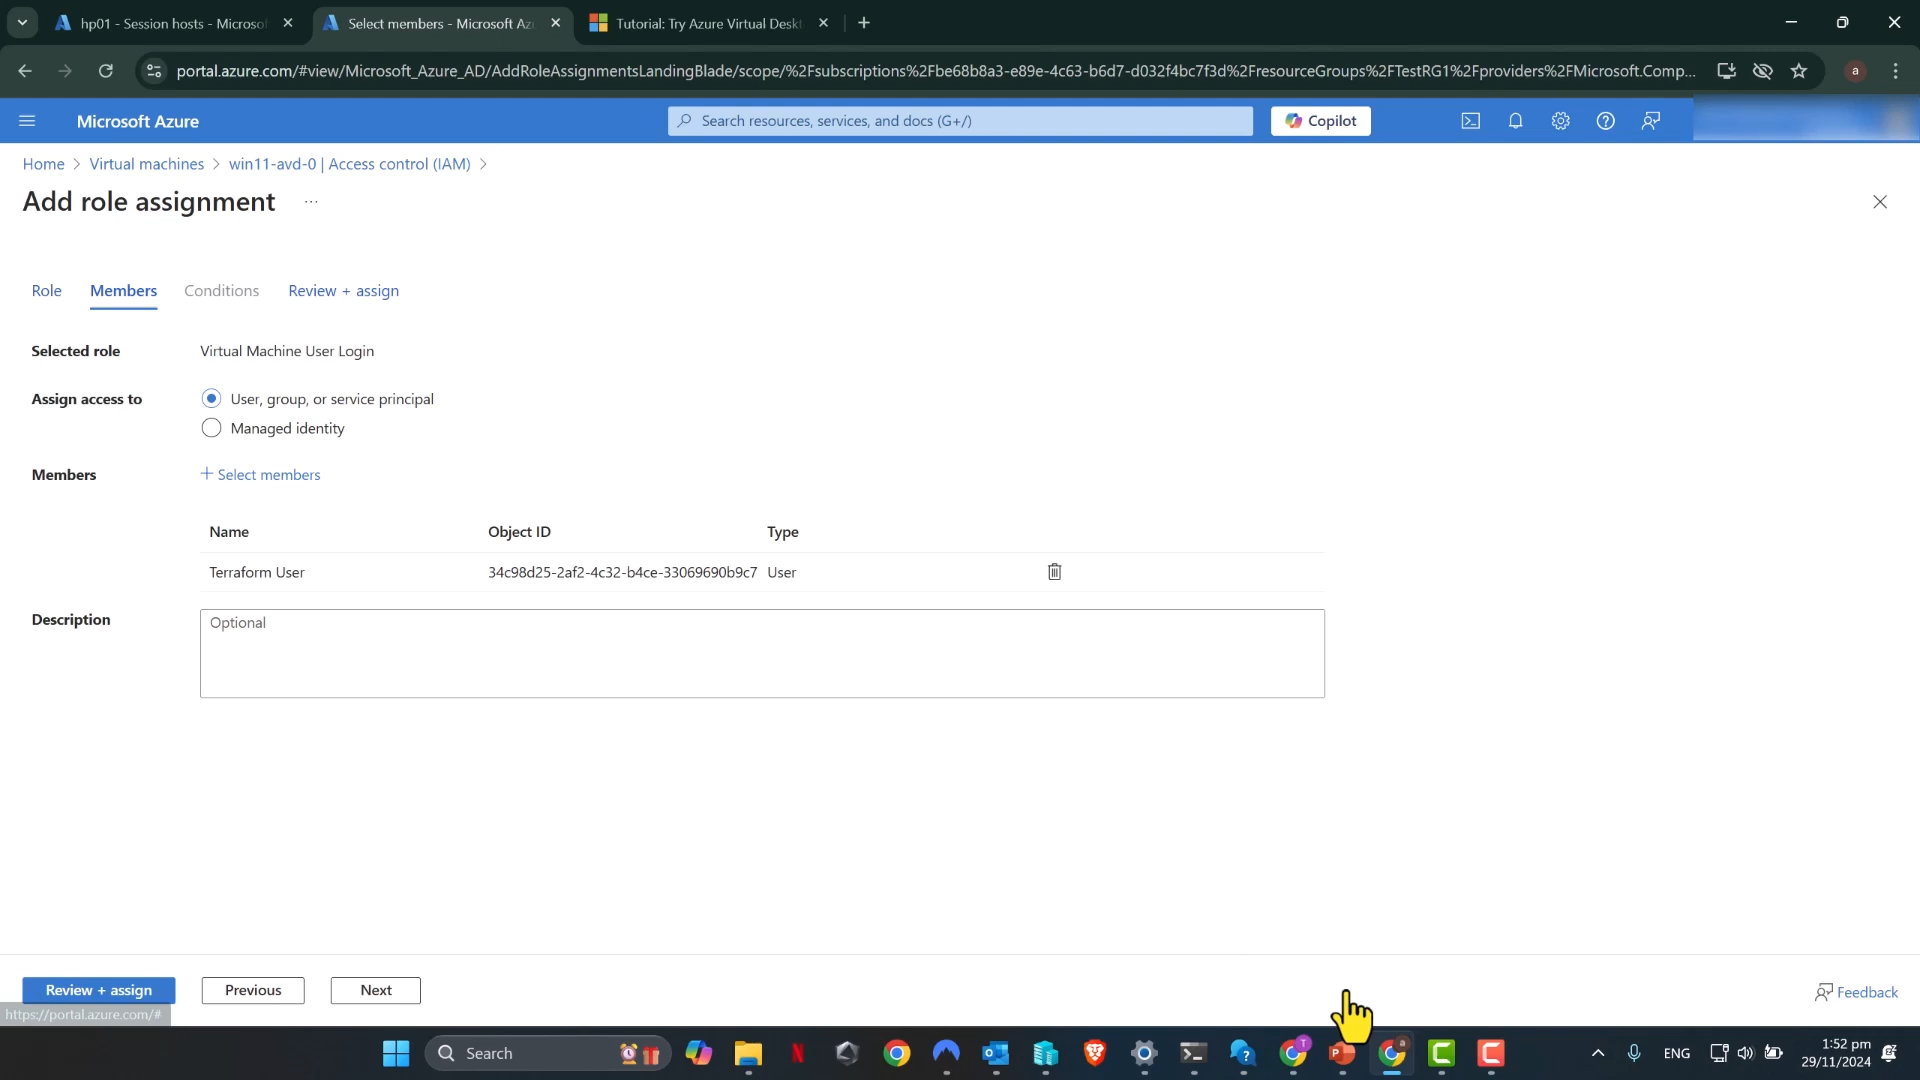 hp01 - Session hosts - Microsof
Select members - Microsoft Az
Tutorial: Try Azure Virtual Deskt
portal.azure.com/#view/Microsoft_Azure_AD/AddRoleAssignmentsLandingBlade/scope/%2Fsubscriptions%2Fbe68b8a3-e89e-4c63-b6d7-d032f4bc7f3d%2FresourceGroups%2FTestRG1%2Fproviders%2FMicrosoft.Comp...
a
Microsoft Azure
Search resources, services, and docs (G+/)
Copilot
Home > Virtual machines > win11-avd-0 | Access control (IAM) >
Add role assignment ...
Role Members Conditions Review + assign
Selected role Virtual Machine User Login
Assign access to User, group, or service principal
Managed identity
Members + Select members
Name Object ID Type
Terraform User 34c98d25-2af2-4c32-b4ce-33069690b9c7 User
Description Optional
Review + assign Previous Next
Feedback
https://portal.azure.com/#
Search
ENG
1:52 pm
29/11/2024